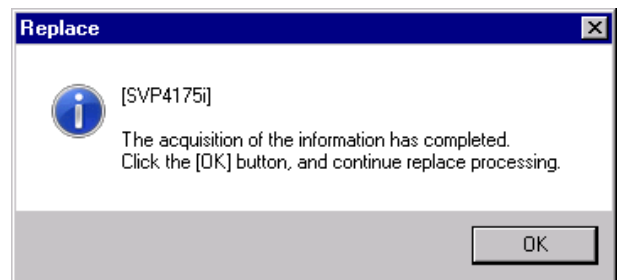 Replace
[SVP4175i]
The acquisition of the information has completed.
Click the [OK] button, and continue replace processing.
OK